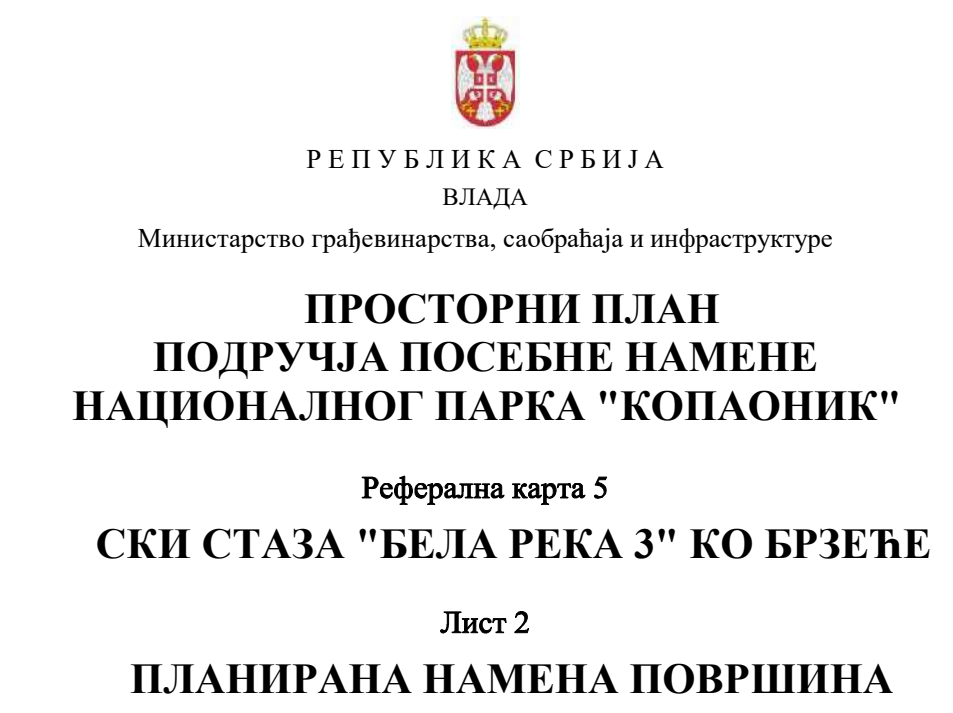 Р Е П У Б Л И К А  С Р Б И Ј А
ВЛАДА
Министарство грађевинарства, саобраћаја и инфраструктуре
ПРОСТОРНИ ПЛАН
ПОДРУЧЈА ПОСЕБНЕ НАМЕНЕ
НАЦИОНАЛНОГ ПАРКА "КОПАОНИК"
Реферална карта 5
СКИ СТАЗА "БЕЛА РЕКА 3" КО БРЗЕЋЕ
Лист 2
ПЛАНИРАНА НАМЕНА ПОВРШИНА